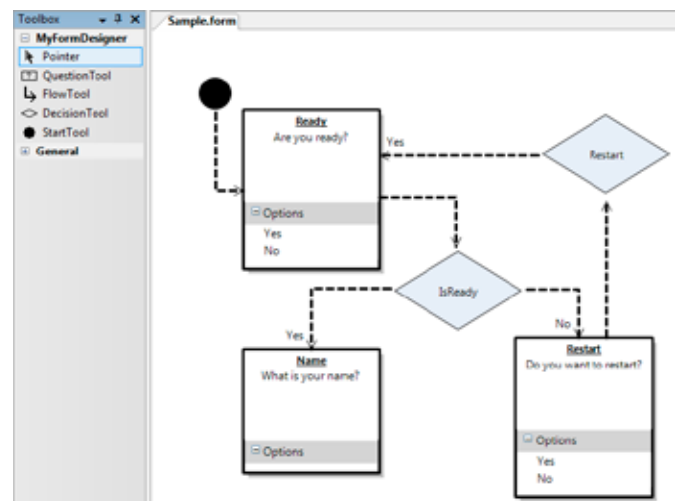 Toolbox
MyFormDesigner
Pointer
QuestionTool
FlowTool
DecisionTool
StartTool
General
Sample.form
Ready
Are you ready?
Options
Yes
No
Yes
Restart
IsReady
Yes
No
Name
What is your name?
Options
Restart
Do you want to restart?
Options
Yes
No